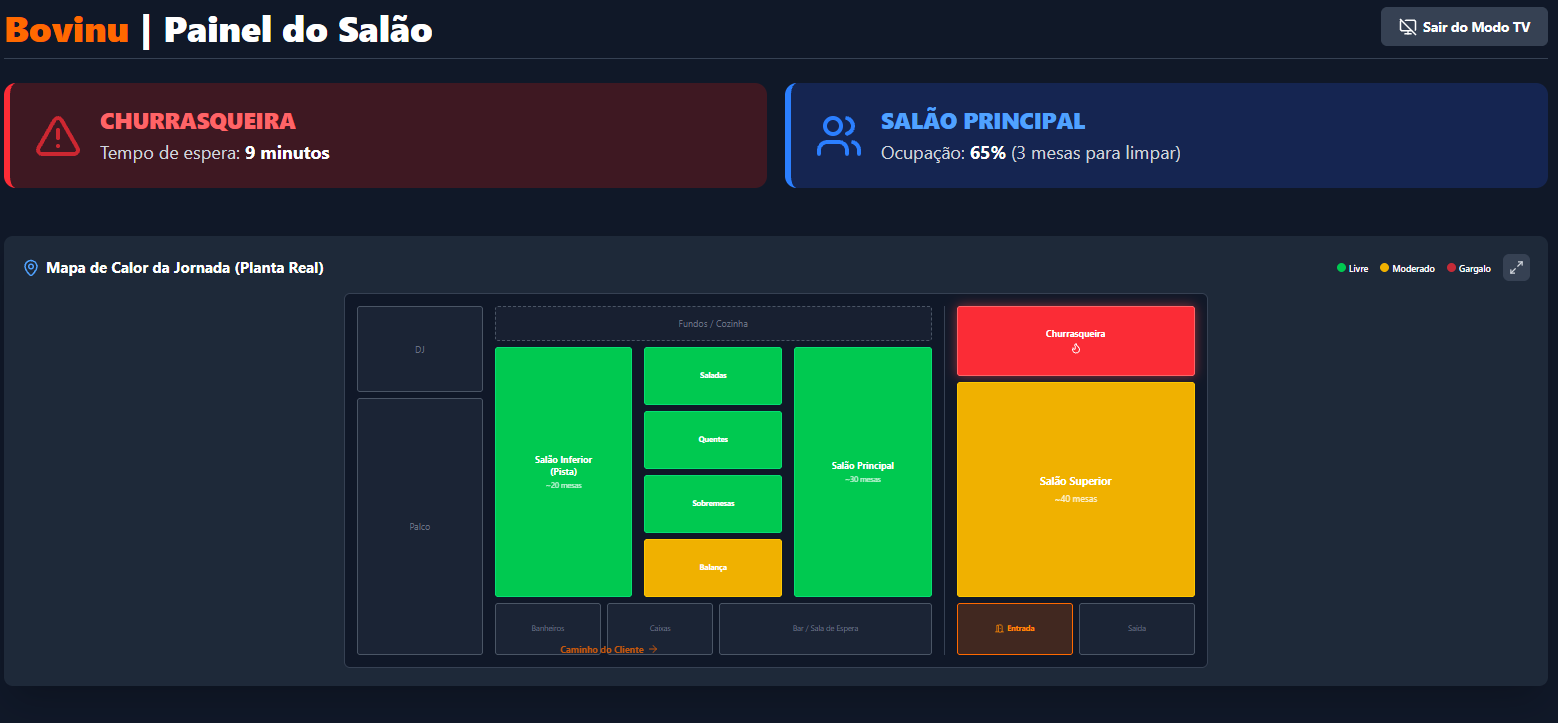 Bovinu | Painel do Salão
Sair do Modo TV
CHURRASQUEIRA
Tempo de espera: 9 minutos
SALÃO PRINCIPAL
Ocupação: 65% (3 mesas para limpar)
Mapa de Calor da Jornada (Planta Real)
Livre
Moderado
Gargalo
DJ
Palco
Fundos / Cozinha
Salão Inferior
(Pista)
~20 mesas
Saladas
Quentes
Sobremesas
Balança
Salão Principal
~30 mesas
Churrasqueira
Salão Superior
~40 mesas
Banheiros
Caixas
Bar / Sala de Espera
Entrada
Saída
Caminho do Cliente →